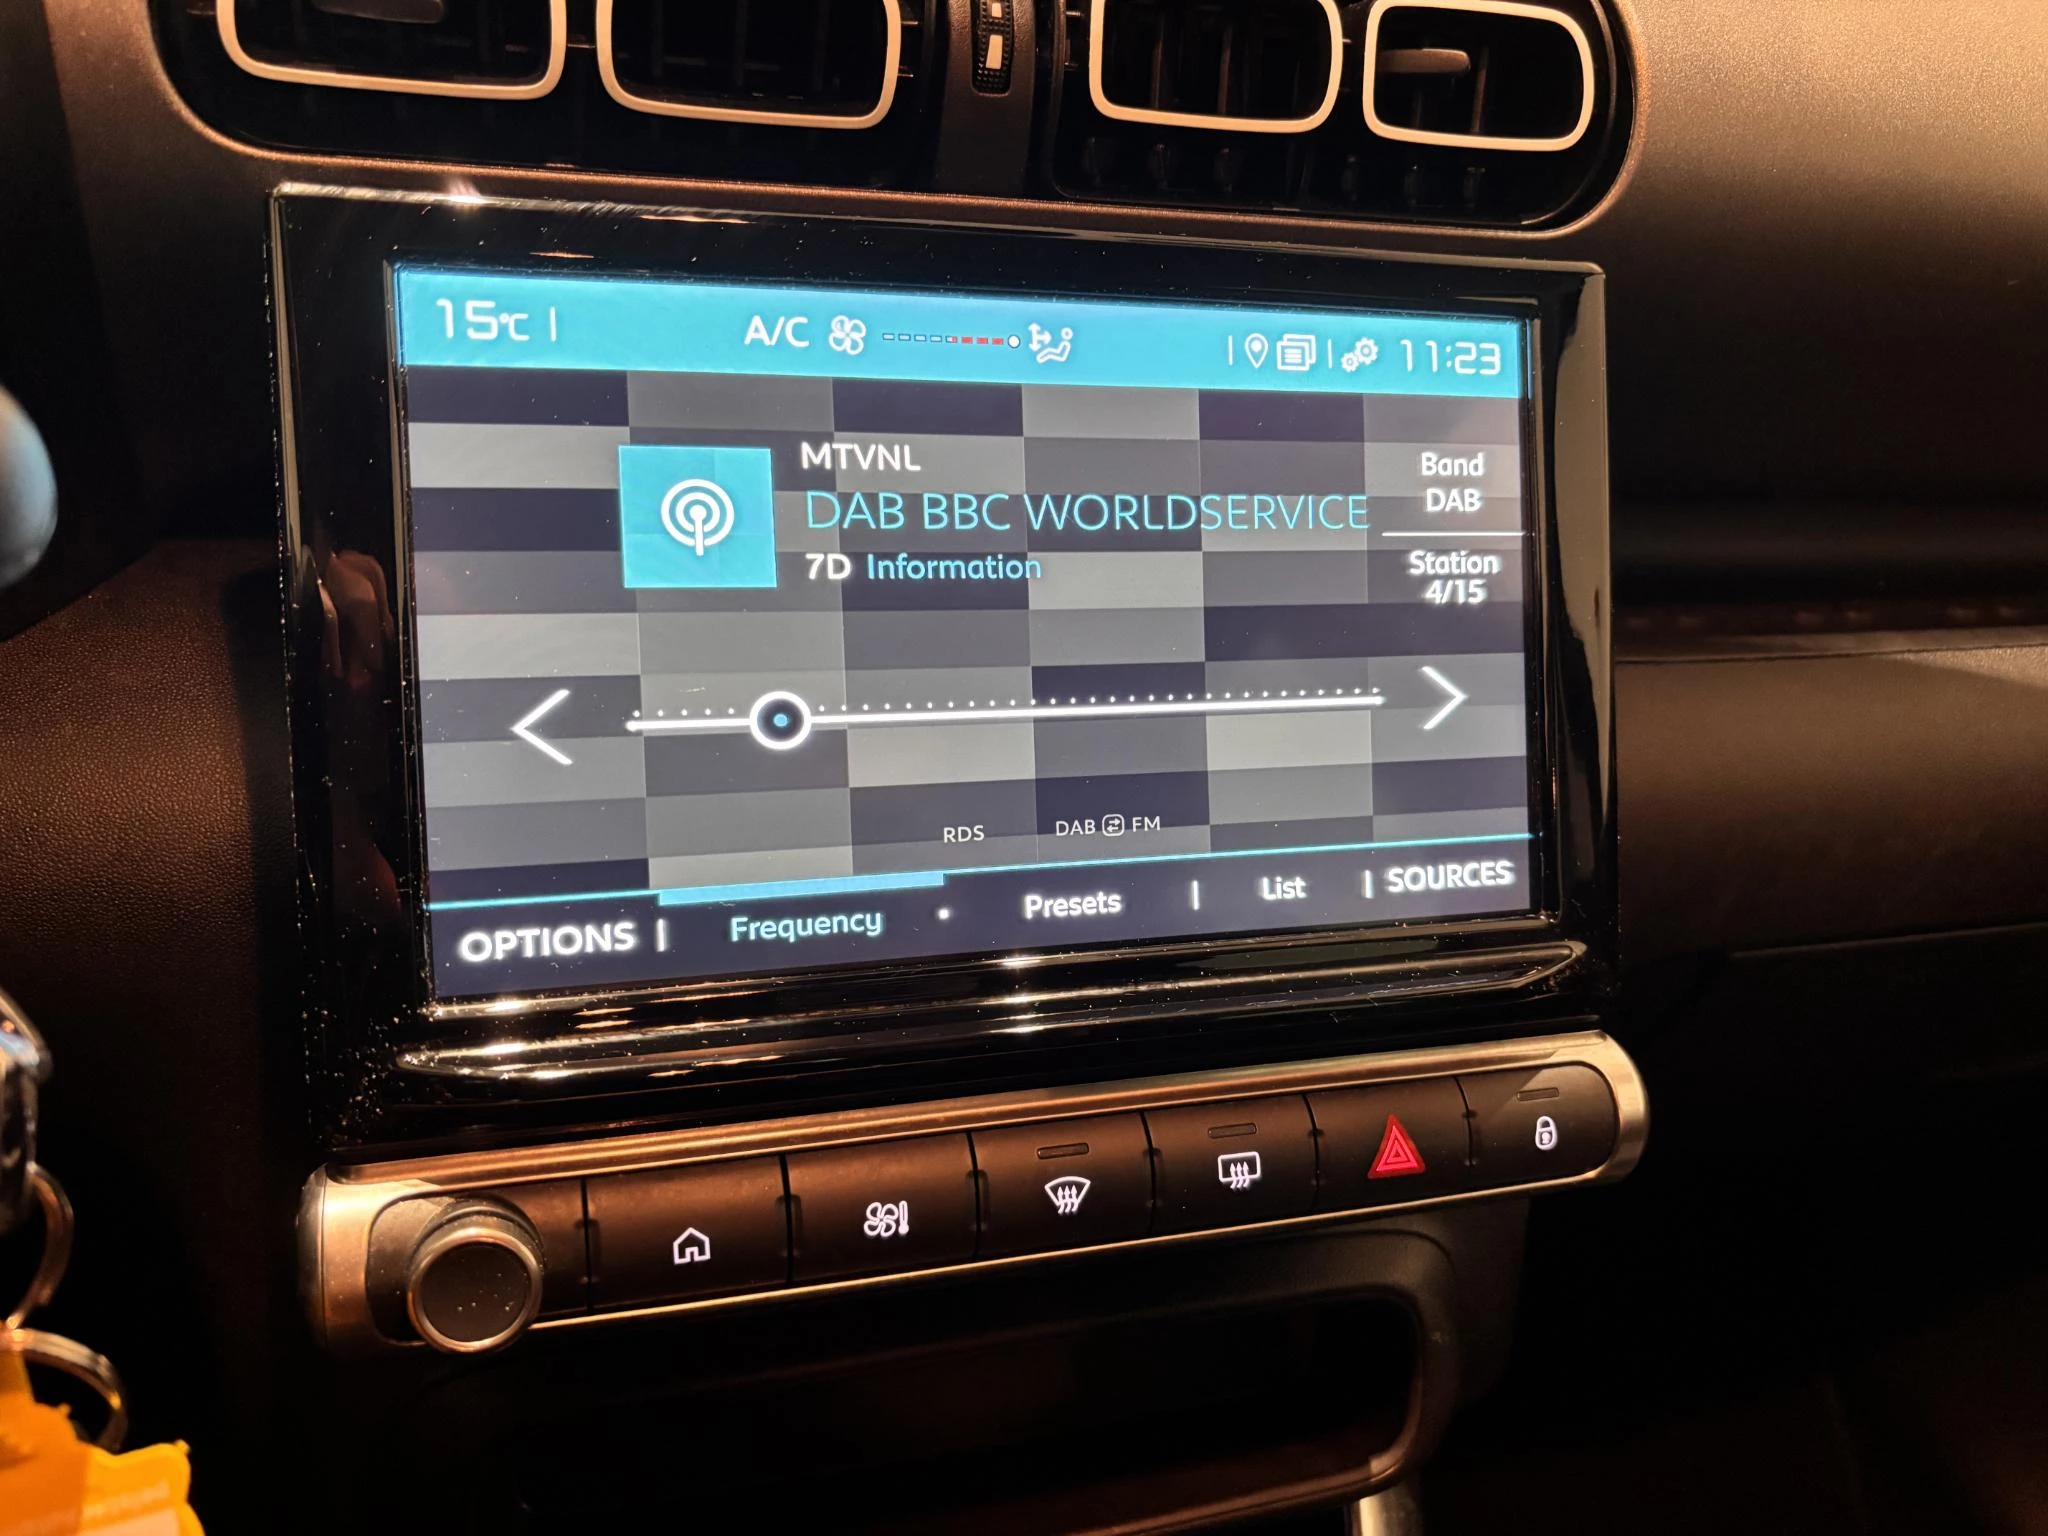 15°C |
A/C
11:23
MTVNL
DAB BBC WORLDSERVICE
7D Information
Band
DAB
Station
4/15
RDS
DAB FM
OPTIONS | Frequency • Presets | List | SOURCES